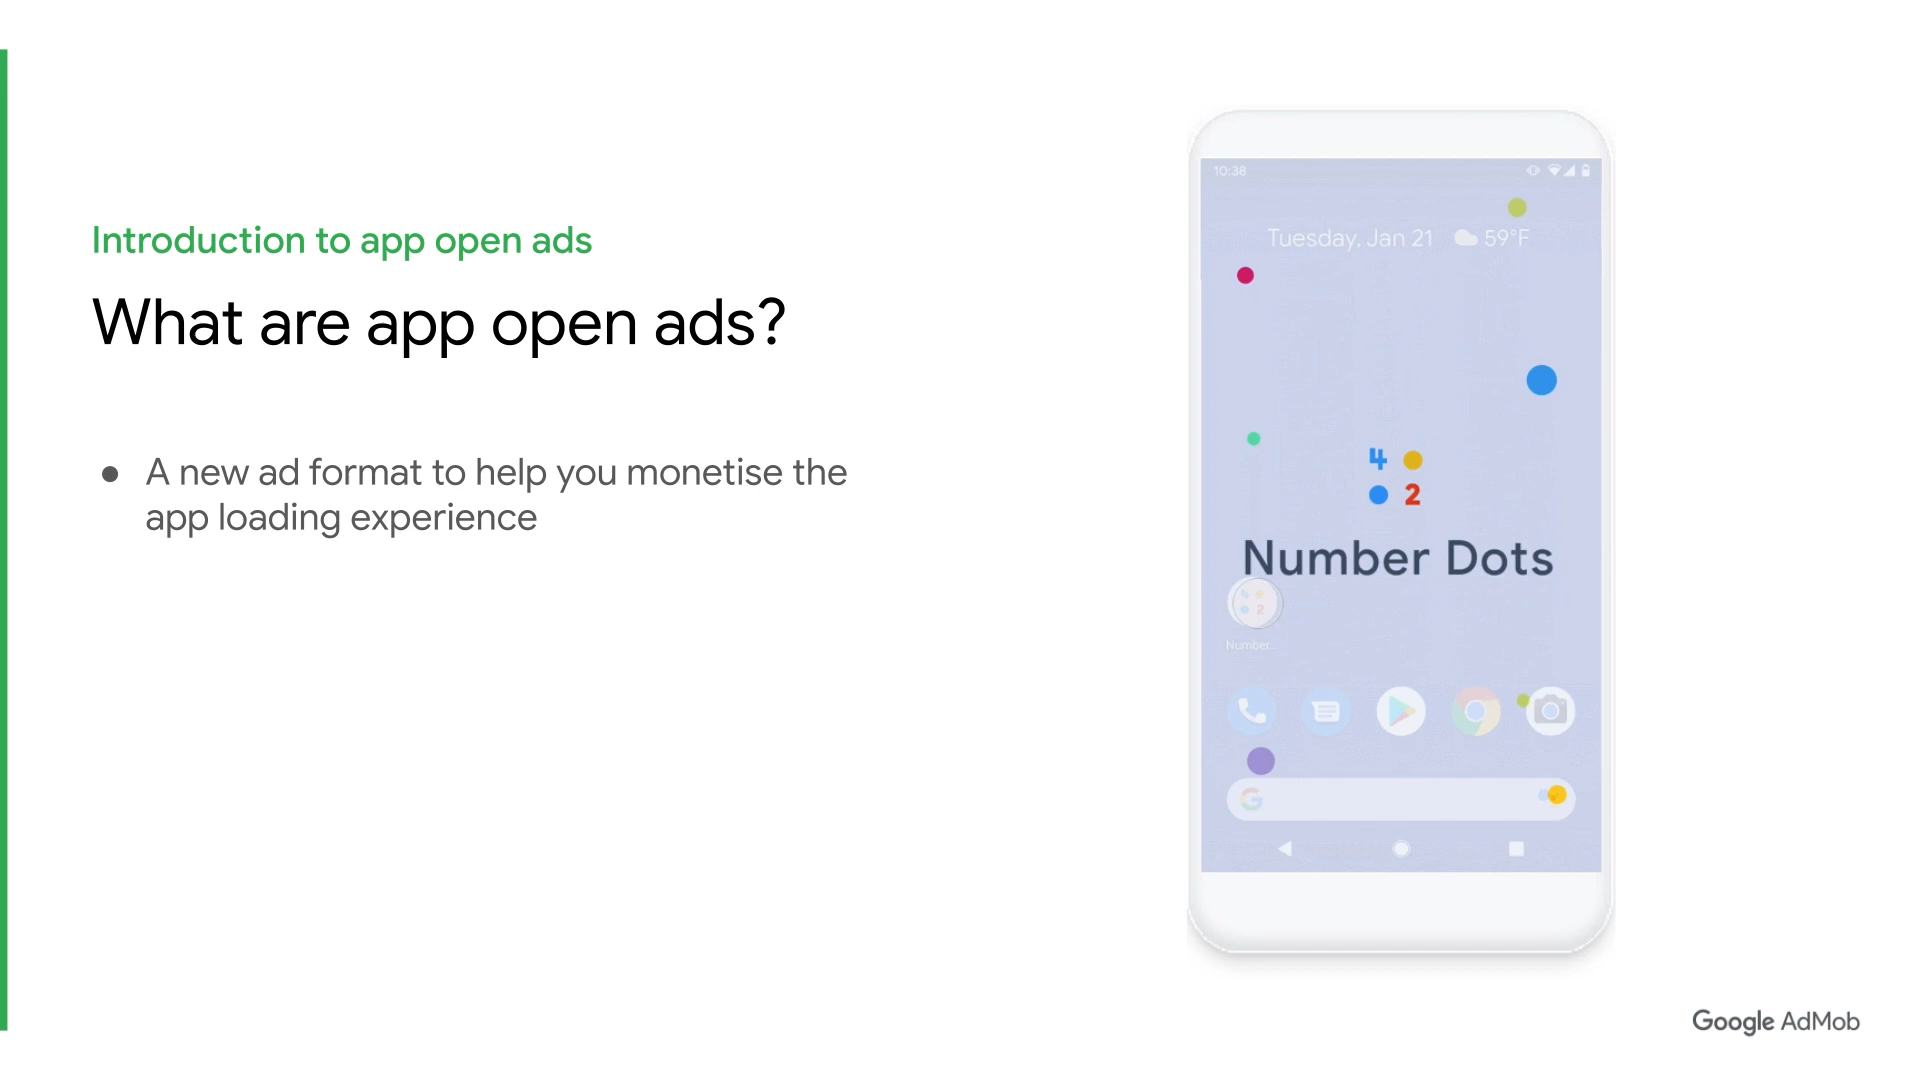 Introduction to app open ads
What are app open ads?
● A new ad format to help you monetise the
app loading experience
10:38
Tuesday, Jan 21 59°F
4
2
Number Dots
2
Number...
G
Google AdMob